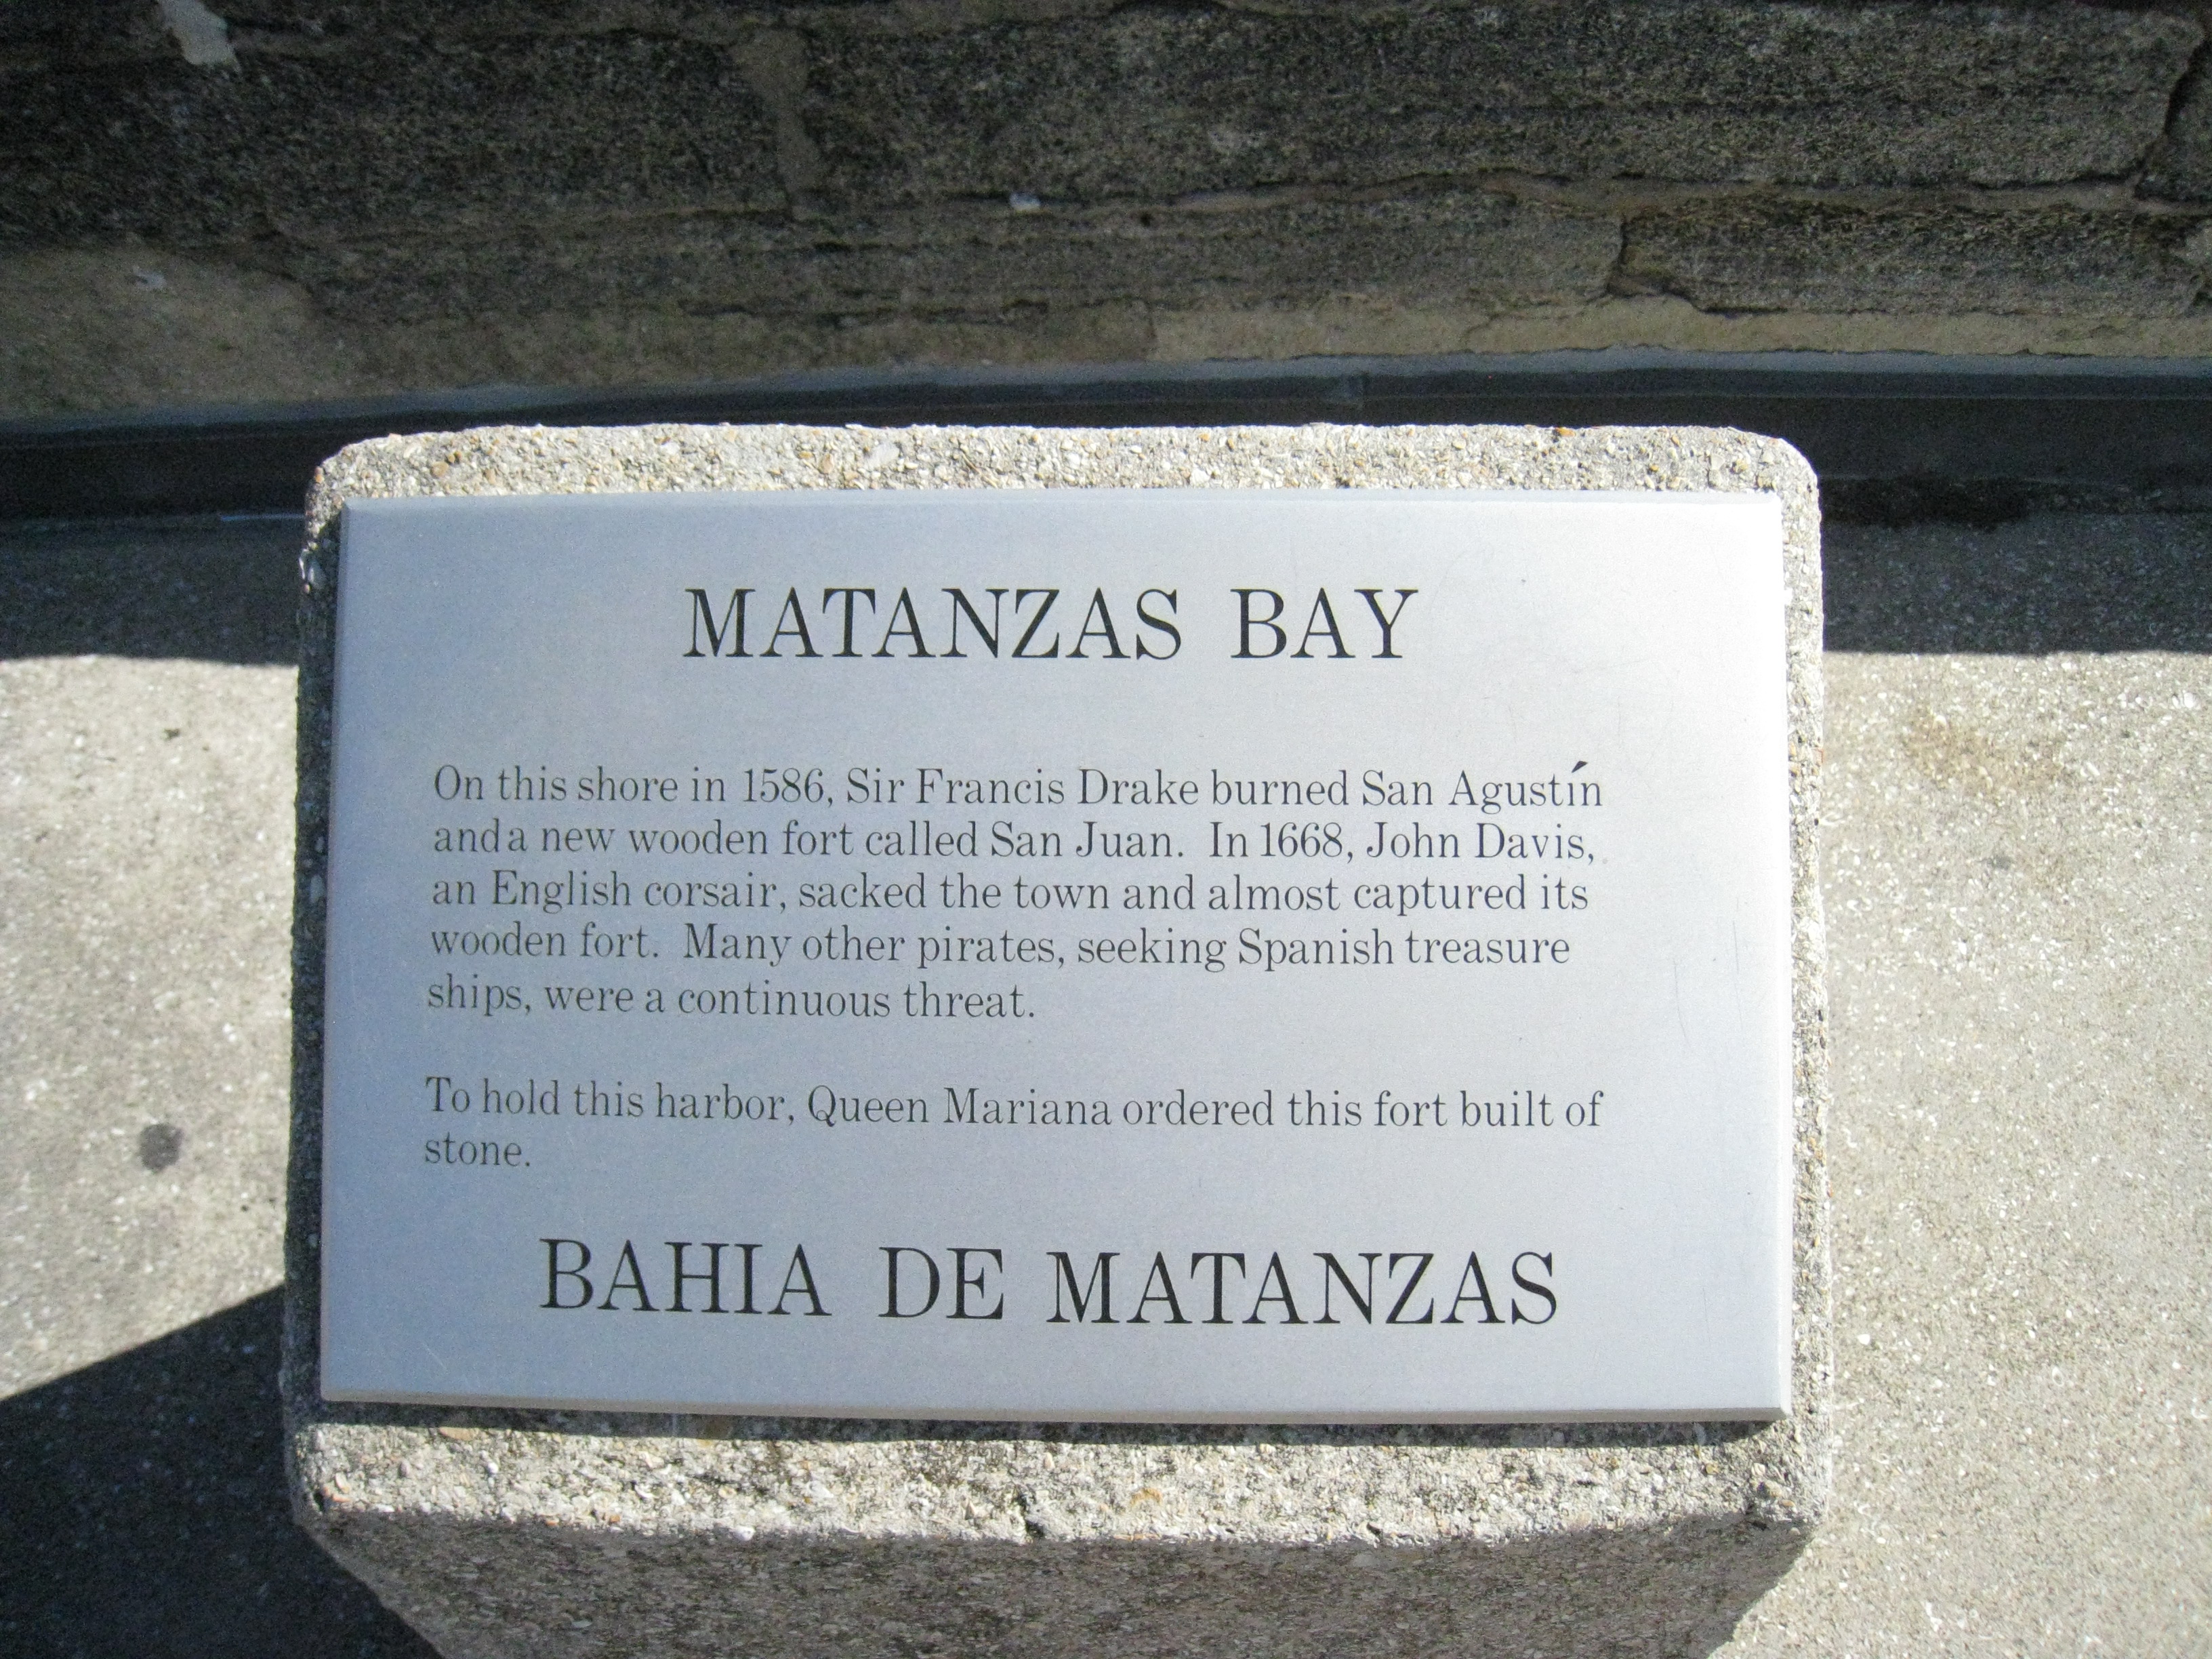 MATANZAS BAY
On this shore in 1586, Sir Francis Drake burned San Agustín
and a new wooden fort called San Juan. In 1668, John Davis,
an English corsair, sacked the town and almost captured its
wooden fort. Many other pirates, seeking Spanish treasure
ships, were a continuous threat.
To hold this harbor, Queen Mariana ordered this fort built of
stone.
BAHIA DE MATANZAS